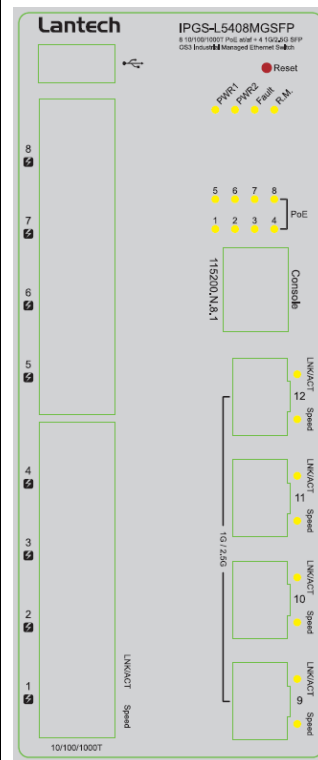 Lantech
IPGS-L5408MGSFP
8 10/100/1000T PoE at/af + 4 1G/2.5G SFP
OS3 Industrial Managed Ethernet Switch
Reset
PWR1
PWR2
Fault
R.M.
5 6 7 8
1 2 3 4
PoE
115200,N,8,1
Console
8
7
6
5
4
3
2
1
LNK/ACT
Speed
10/100/1000T
1G / 2.5G
LNK/ACT
12
Speed
LNK/ACT
11
Speed
LNK/ACT
10
Speed
LNK/ACT
9
Speed